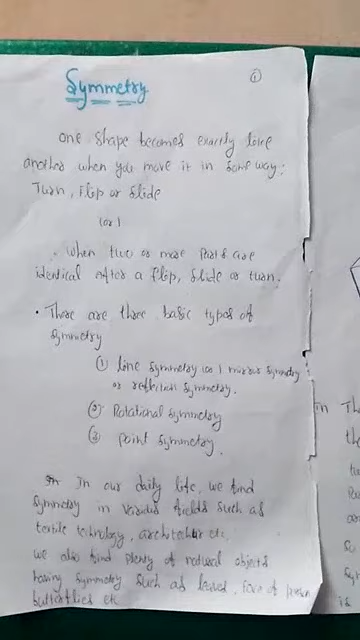 Symmetry
①
One shape becomes exactly like
another when you move it in some way;
Turn, flip or slide
(or)
. when two or more parts are
identical After a flip, slide or turn.
• There are three basic types of
symmetry
① line symmetry (or) mirror symmetry
or reflection symmetry.
② Rotational symmetry
③ point symmetry.
In our daily life, we find
symmetry in various fields such as
textile technology, architectur etc,
we also find plenty of natural objects
having symmetry such as leaves, face of person
butterflies etc
in